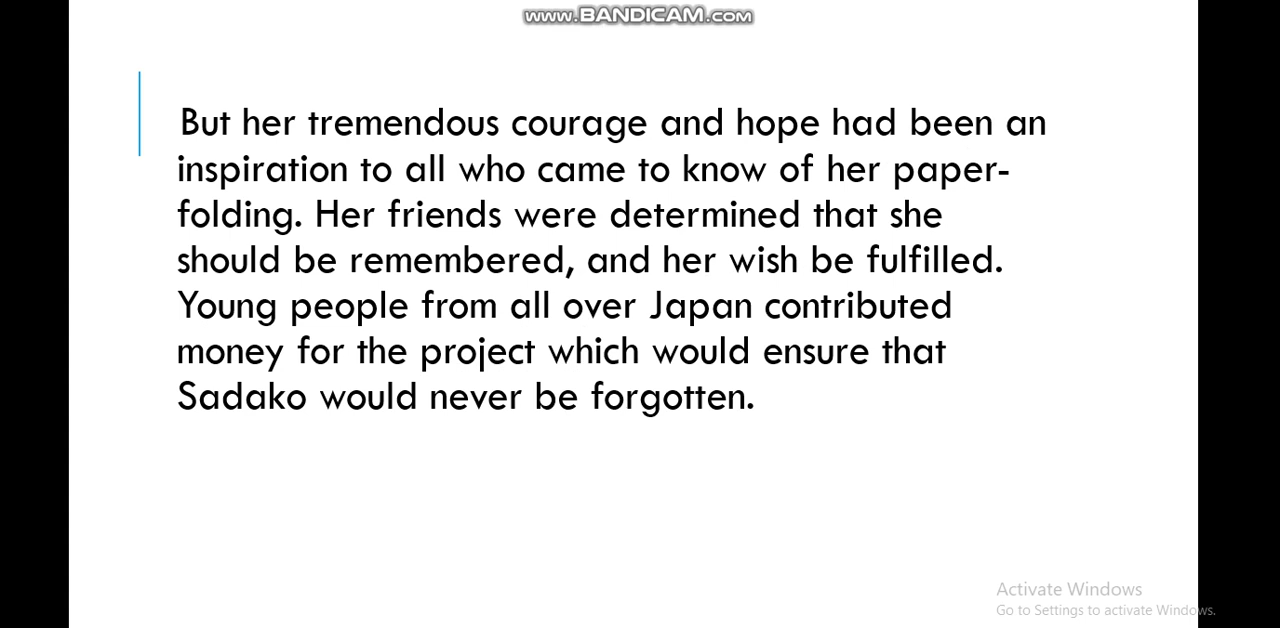 www.BANDICAM.com
But her tremendous courage and hope had been an
inspiration to all who came to know of her paper-
folding. Her friends were determined that she
should be remembered, and her wish be fulfilled.
Young people from all over Japan contributed
money for the project which would ensure that
Sadako would never be forgotten.
Activate Windows
Go to Settings to activate Windows.